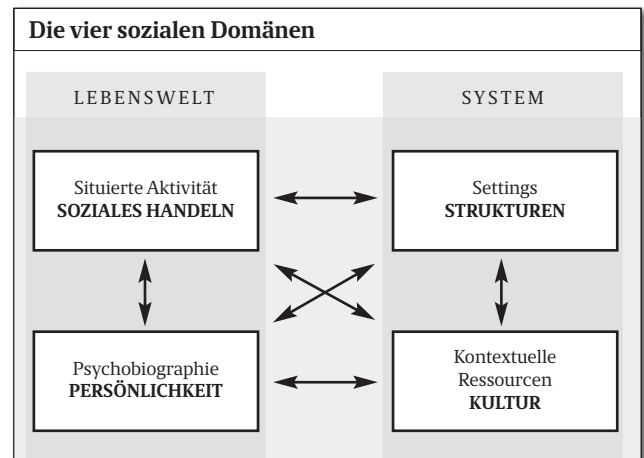 Die vier sozialen Domänen
LEBENSWELT
SYSTEM
Situierte Aktivität
SOZIALES HANDELN
Settings
STRUKTUREN
Psychobiographie
PERSÖNLICHKEIT
Kontextuelle
Ressourcen
KULTUR